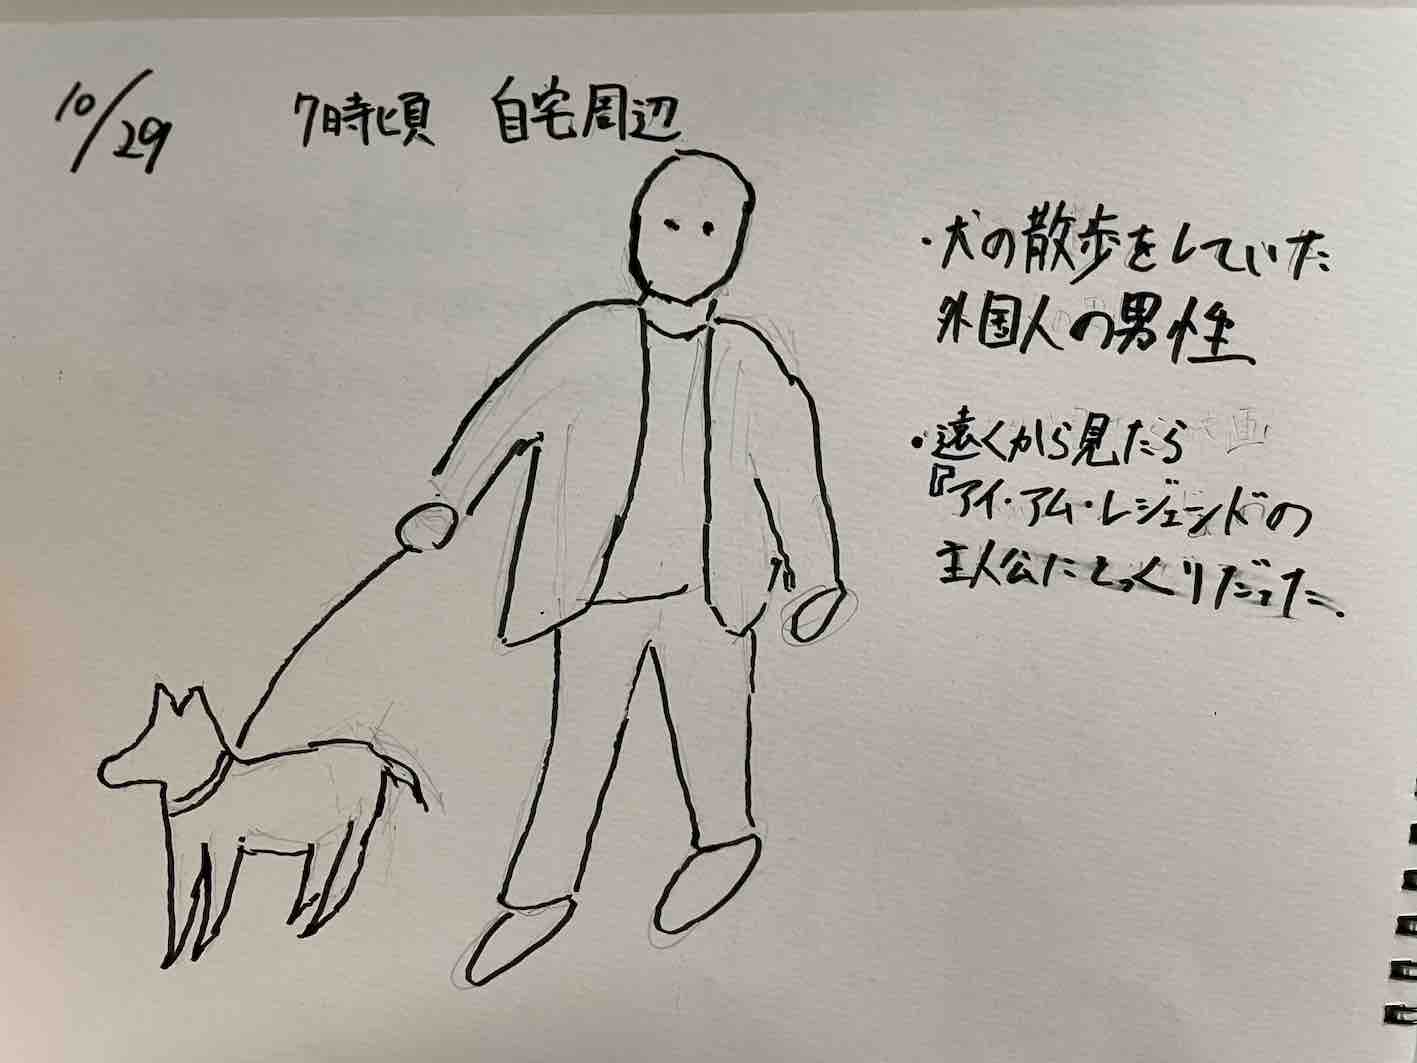 10/29
7時頃 自宅周辺
・犬の散歩をしていた
外国人の男性
・遠くから見たら
『アイ・アム・レジェンドの
主人公にそっくりだった。